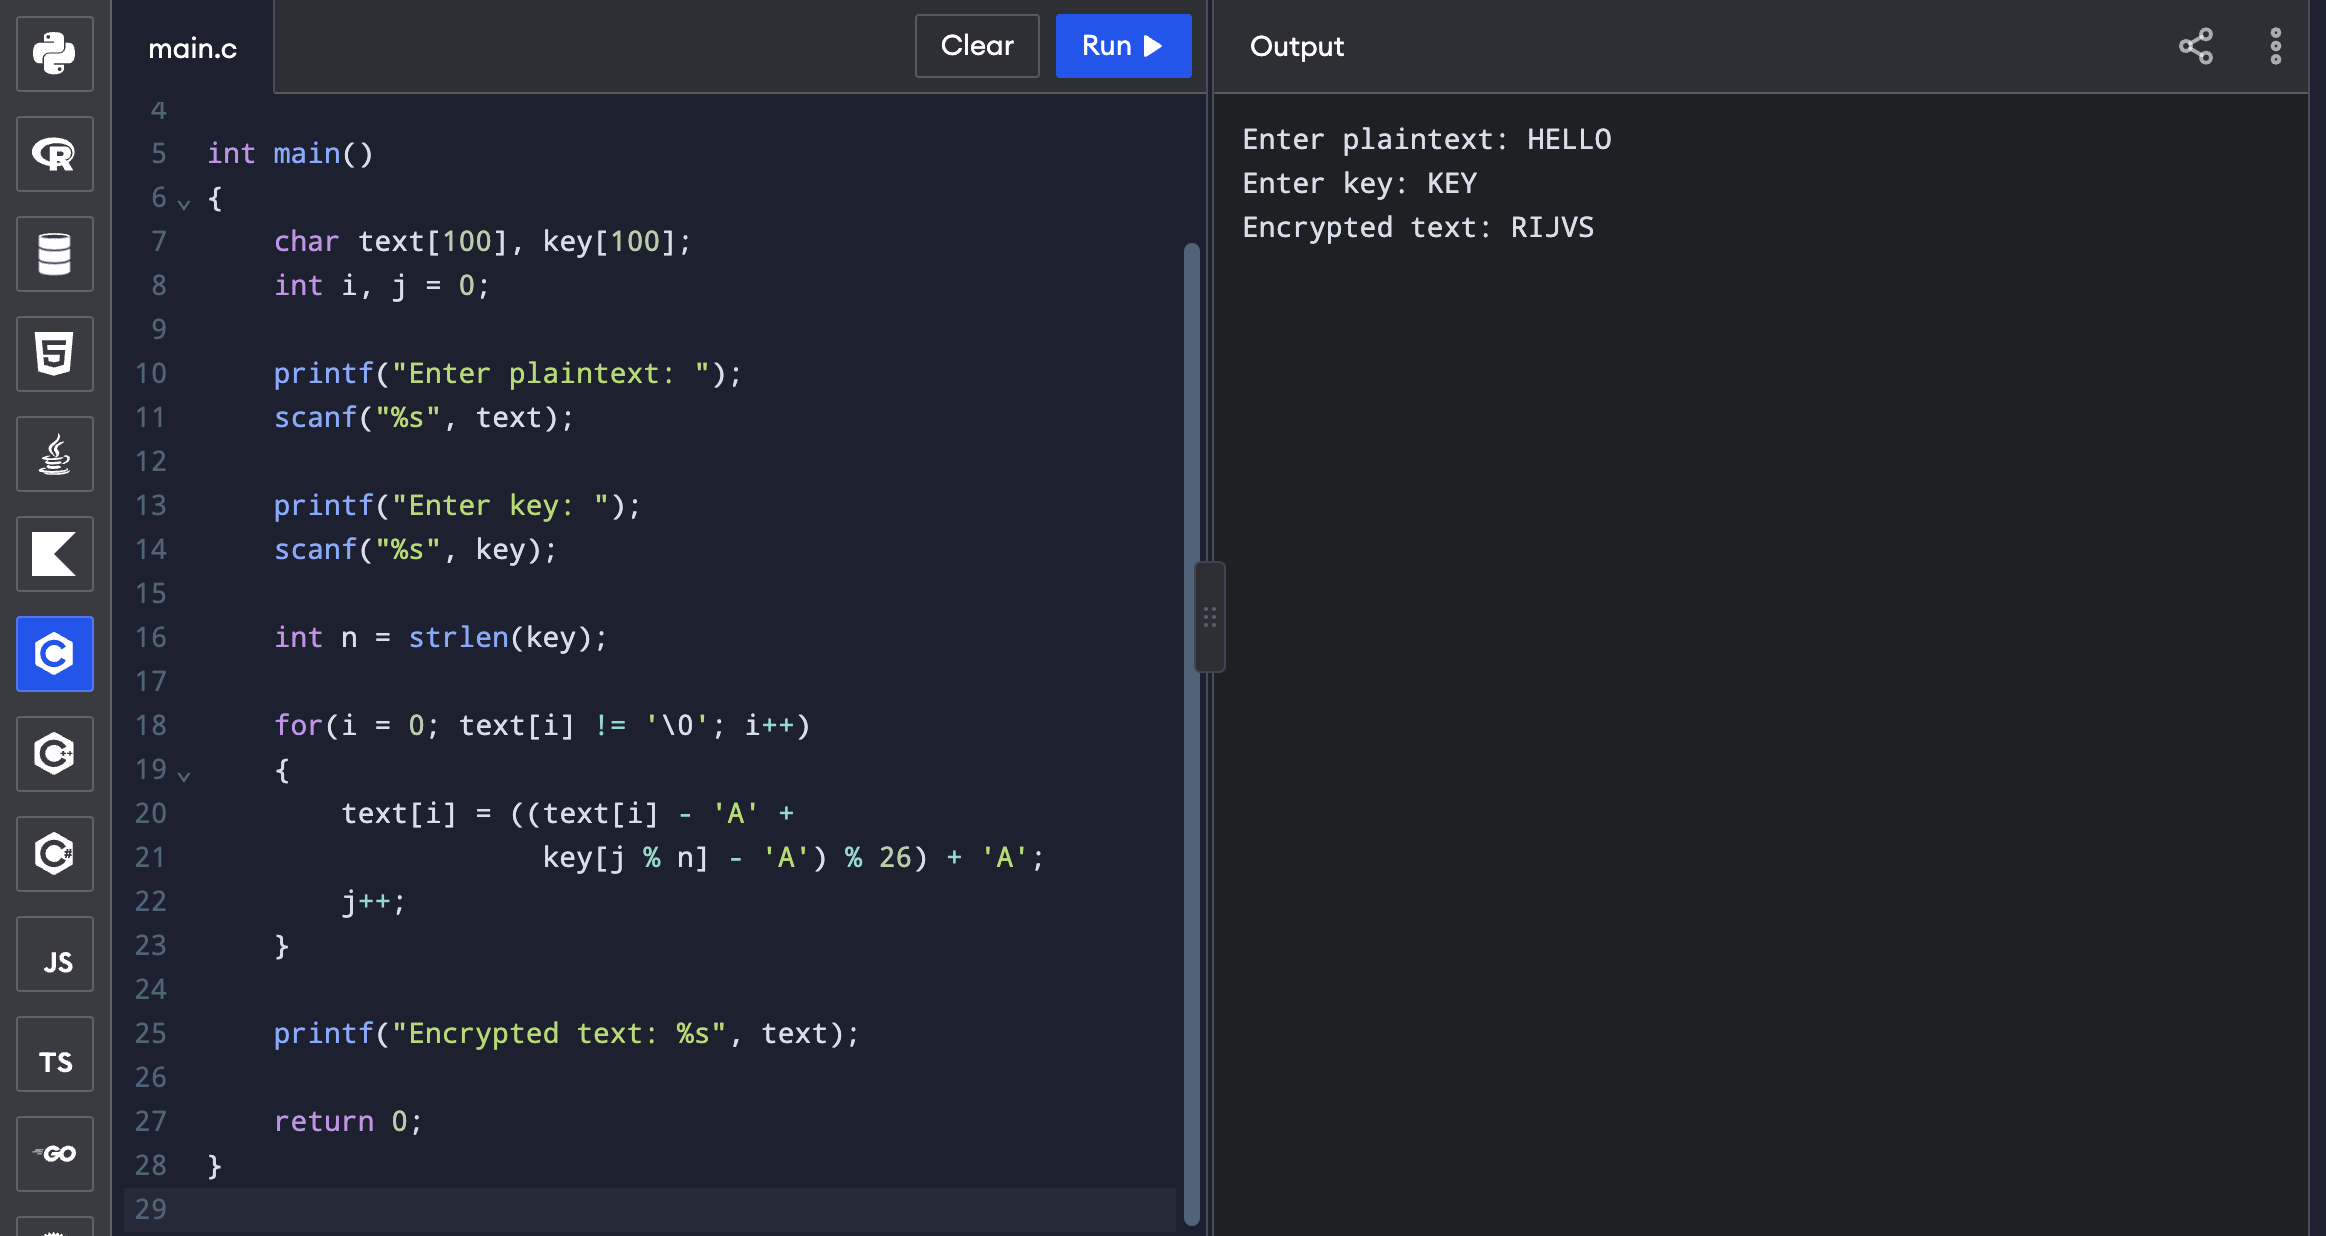 main.c
Clear
Run
Output
4
5 int main()
6 {
7     char text[100], key[100];
8     int i, j = 0;
9
10     printf("Enter plaintext: ");
11     scanf("%s", text);
12
13     printf("Enter key: ");
14     scanf("%s", key);
15
16     int n = strlen(key);
17
18     for(i = 0; text[i] != '\0'; i++)
19     {
20         text[i] = ((text[i] - 'A' +
21                     key[j % n] - 'A') % 26) + 'A';
22         j++;
23     }
24
25     printf("Encrypted text: %s", text);
26
27     return 0;
28 }
29
Enter plaintext: HELLO
Enter key: KEY
Encrypted text: RIJVS
R
5
C
C++
C#
JS
TS
GO